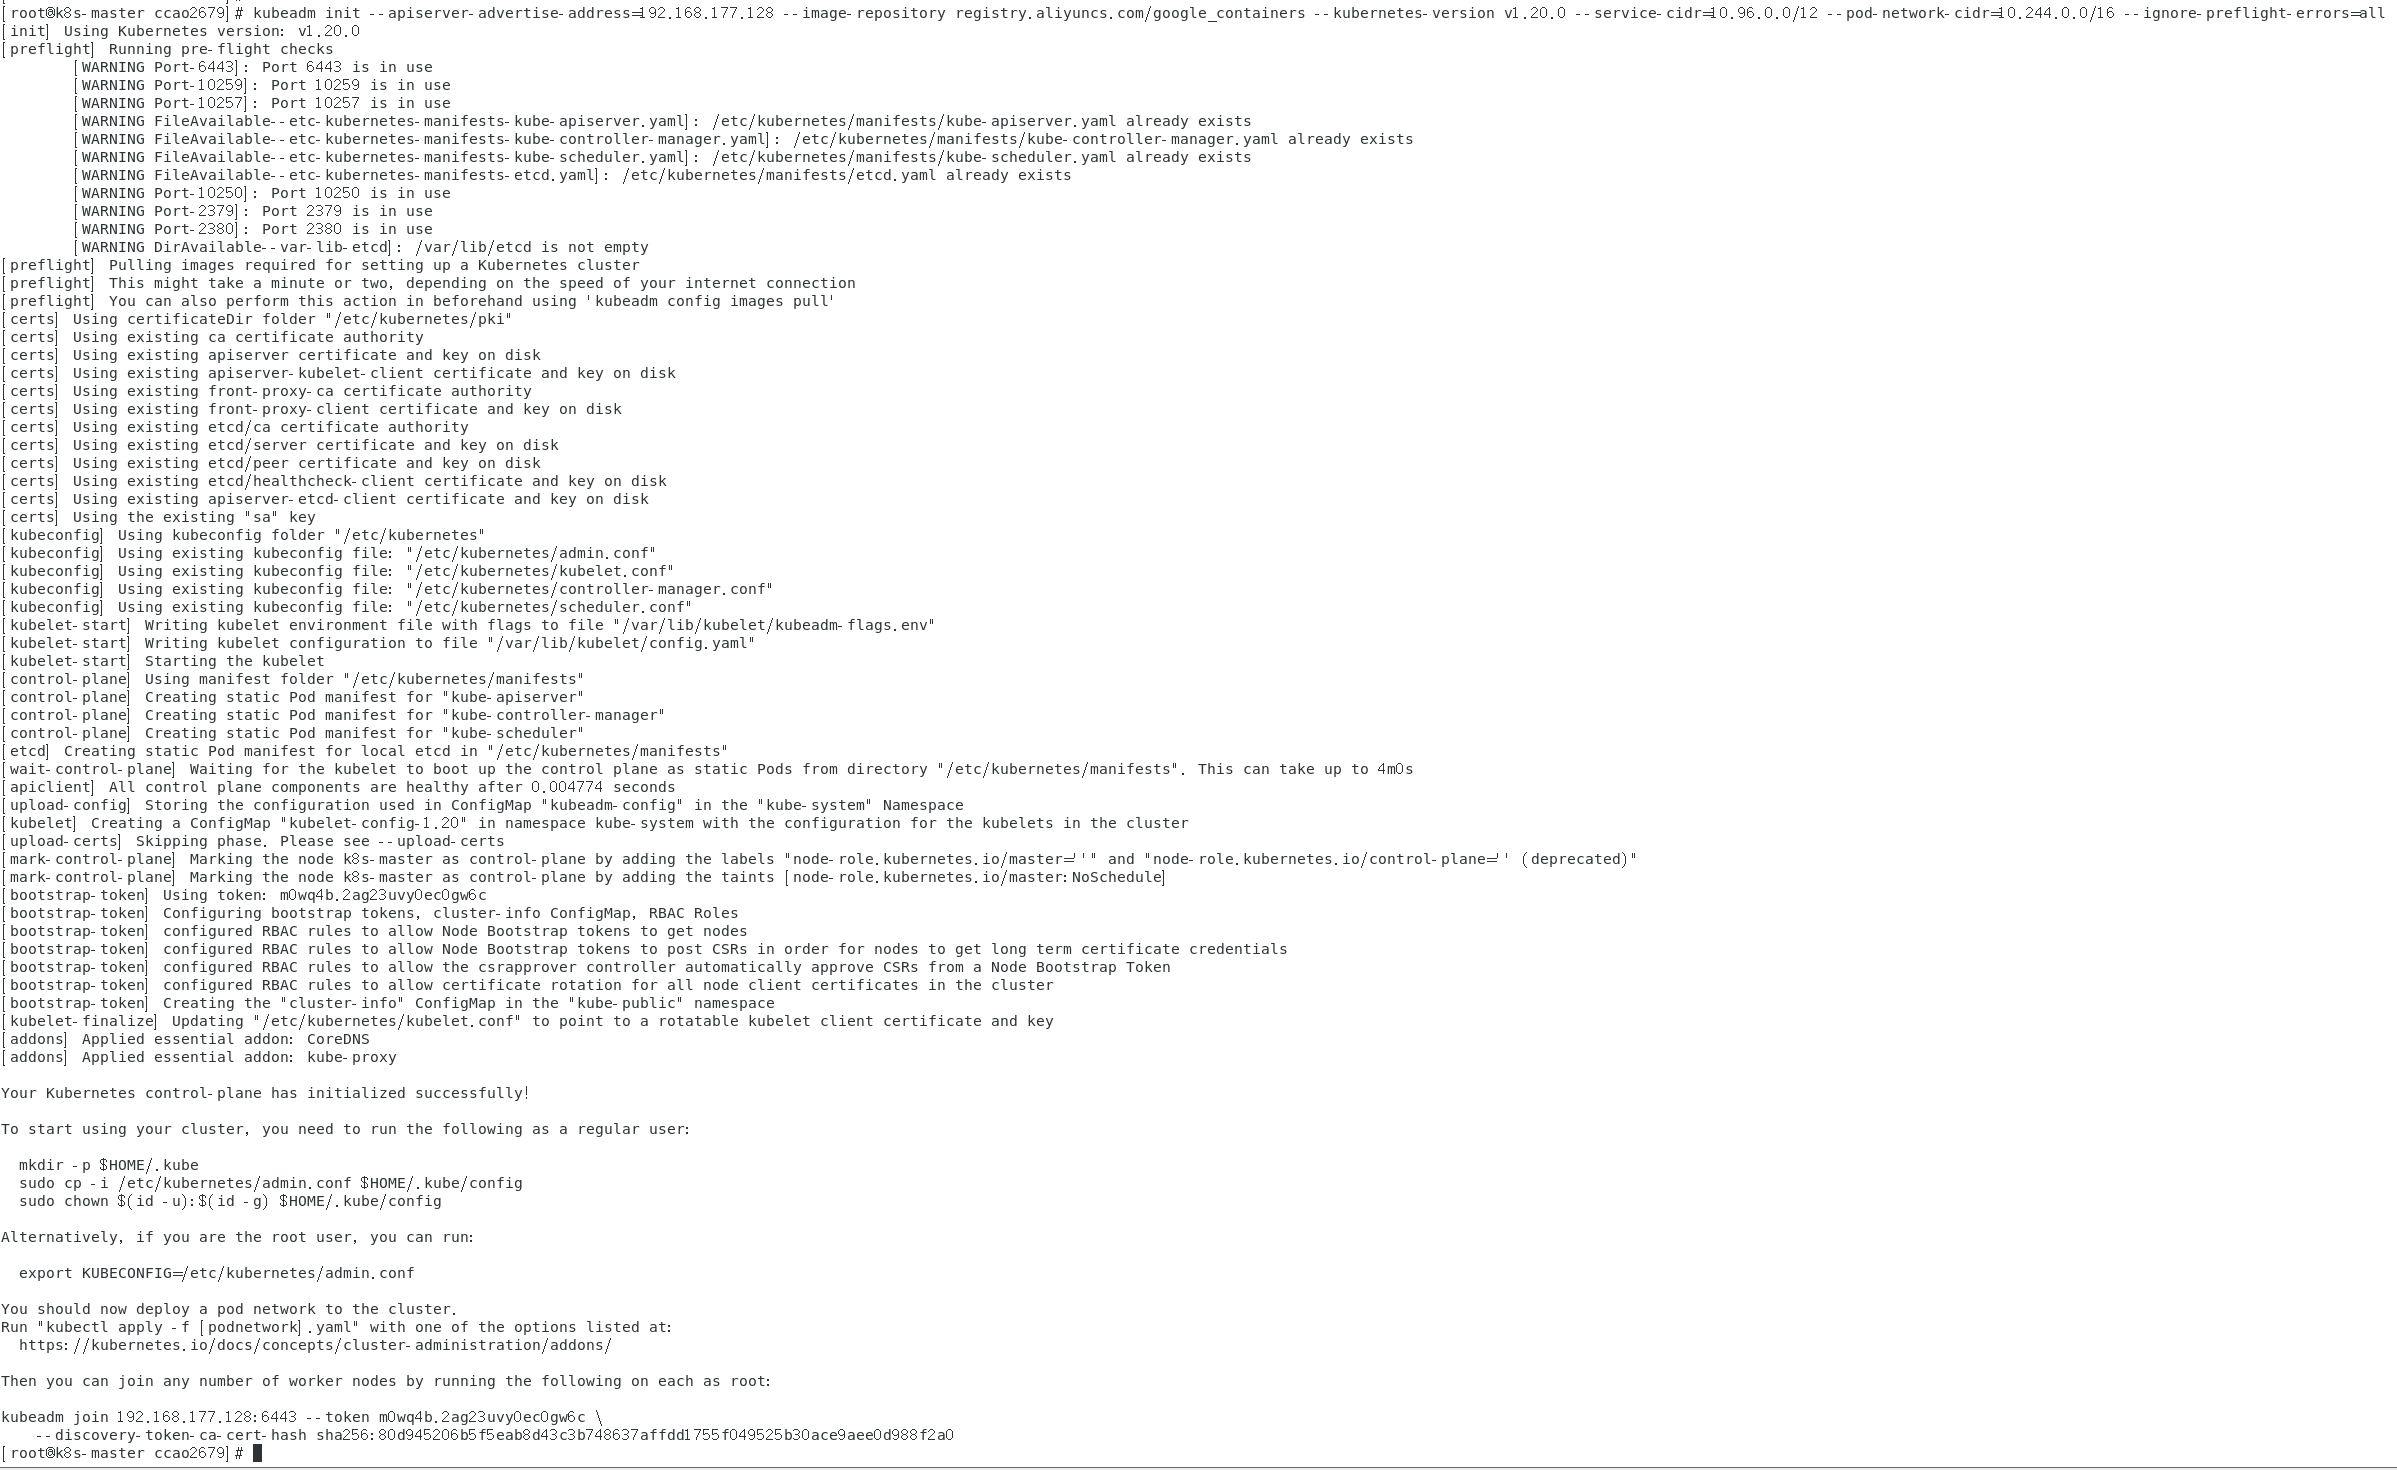 [root@k8s-master ccao2679]# kubeadm init --apiserver-advertise-address=192.168.177.128 --image-repository registry.aliyuncs.com/google_containers --kubernetes-version v1.20.0 --service-cidr=10.96.0.0/12 --pod-network-cidr=10.244.0.0/16 --ignore-preflight-errors=all
[init] Using Kubernetes version: v1.20.0
[preflight] Running pre-flight checks
        [WARNING Port-6443]: Port 6443 is in use
        [WARNING Port-10259]: Port 10259 is in use
        [WARNING Port-10257]: Port 10257 is in use
        [WARNING FileAvailable--etc-kubernetes-manifests-kube-apiserver.yaml]: /etc/kubernetes/manifests/kube-apiserver.yaml already exists
        [WARNING FileAvailable--etc-kubernetes-manifests-kube-controller-manager.yaml]: /etc/kubernetes/manifests/kube-controller-manager.yaml already exists
        [WARNING FileAvailable--etc-kubernetes-manifests-kube-scheduler.yaml]: /etc/kubernetes/manifests/kube-scheduler.yaml already exists
        [WARNING FileAvailable--etc-kubernetes-manifests-etcd.yaml]: /etc/kubernetes/manifests/etcd.yaml already exists
        [WARNING Port-10250]: Port 10250 is in use
        [WARNING Port-2379]: Port 2379 is in use
        [WARNING Port-2380]: Port 2380 is in use
        [WARNING DirAvailable--var-lib-etcd]: /var/lib/etcd is not empty
[preflight] Pulling images required for setting up a Kubernetes cluster
[preflight] This might take a minute or two, depending on the speed of your internet connection
[preflight] You can also perform this action in beforehand using 'kubeadm config images pull'
[certs] Using certificateDir folder "/etc/kubernetes/pki"
[certs] Using existing ca certificate authority
[certs] Using existing apiserver certificate and key on disk
[certs] Using existing apiserver-kubelet-client certificate and key on disk
[certs] Using existing front-proxy-ca certificate authority
[certs] Using existing front-proxy-client certificate and key on disk
[certs] Using existing etcd/ca certificate authority
[certs] Using existing etcd/server certificate and key on disk
[certs] Using existing etcd/peer certificate and key on disk
[certs] Using existing etcd/healthcheck-client certificate and key on disk
[certs] Using existing apiserver-etcd-client certificate and key on disk
[certs] Using the existing "sa" key
[kubeconfig] Using kubeconfig folder "/etc/kubernetes"
[kubeconfig] Using existing kubeconfig file: "/etc/kubernetes/admin.conf"
[kubeconfig] Using existing kubeconfig file: "/etc/kubernetes/kubelet.conf"
[kubeconfig] Using existing kubeconfig file: "/etc/kubernetes/controller-manager.conf"
[kubeconfig] Using existing kubeconfig file: "/etc/kubernetes/scheduler.conf"
[kubelet-start] Writing kubelet environment file with flags to file "/var/lib/kubelet/kubeadm-flags.env"
[kubelet-start] Writing kubelet configuration to file "/var/lib/kubelet/config.yaml"
[kubelet-start] Starting the kubelet
[control-plane] Using manifest folder "/etc/kubernetes/manifests"
[control-plane] Creating static Pod manifest for "kube-apiserver"
[control-plane] Creating static Pod manifest for "kube-controller-manager"
[control-plane] Creating static Pod manifest for "kube-scheduler"
[etcd] Creating static Pod manifest for local etcd in "/etc/kubernetes/manifests"
[wait-control-plane] Waiting for the kubelet to boot up the control plane as static Pods from directory "/etc/kubernetes/manifests". This can take up to 4m0s
[apiclient] All control plane components are healthy after 0.004774 seconds
[upload-config] Storing the configuration used in ConfigMap "kubeadm-config" in the "kube-system" Namespace
[kubelet] Creating a ConfigMap "kubelet-config-1.20" in namespace kube-system with the configuration for the kubelets in the cluster
[upload-certs] Skipping phase. Please see --upload-certs
[mark-control-plane] Marking the node k8s-master as control-plane by adding the labels "node-role.kubernetes.io/master=''" and "node-role.kubernetes.io/control-plane='' (deprecated)"
[mark-control-plane] Marking the node k8s-master as control-plane by adding the taints [node-role.kubernetes.io/master:NoSchedule]
[bootstrap-token] Using token: m0wq4b.2ag23uvy0ec0gw6c
[bootstrap-token] Configuring bootstrap tokens, cluster-info ConfigMap, RBAC Roles
[bootstrap-token] configured RBAC rules to allow Node Bootstrap tokens to get nodes
[bootstrap-token] configured RBAC rules to allow Node Bootstrap tokens to post CSRs in order for nodes to get long term certificate credentials
[bootstrap-token] configured RBAC rules to allow the csrapprover controller automatically approve CSRs from a Node Bootstrap Token
[bootstrap-token] configured RBAC rules to allow certificate rotation for all node client certificates in the cluster
[bootstrap-token] Creating the "cluster-info" ConfigMap in the "kube-public" namespace
[kubelet-finalize] Updating "/etc/kubernetes/kubelet.conf" to point to a rotatable kubelet client certificate and key
[addons] Applied essential addon: CoreDNS
[addons] Applied essential addon: kube-proxy

Your Kubernetes control-plane has initialized successfully!

To start using your cluster, you need to run the following as a regular user:

  mkdir -p $HOME/.kube
  sudo cp -i /etc/kubernetes/admin.conf $HOME/.kube/config
  sudo chown $(id -u):$(id -g) $HOME/.kube/config

Alternatively, if you are the root user, you can run:

  export KUBECONFIG=/etc/kubernetes/admin.conf

You should now deploy a pod network to the cluster.
Run "kubectl apply -f [podnetwork].yaml" with one of the options listed at:
  https://kubernetes.io/docs/concepts/cluster-administration/addons/

Then you can join any number of worker nodes by running the following on each as root:

kubeadm join 192.168.177.128:6443 --token m0wq4b.2ag23uvy0ec0gw6c \
    --discovery-token-ca-cert-hash sha256:80d945206b5f5eab8d43c3b748637affdd1755f049525b30ace9aee0d988f2a0
[root@k8s-master ccao2679]#